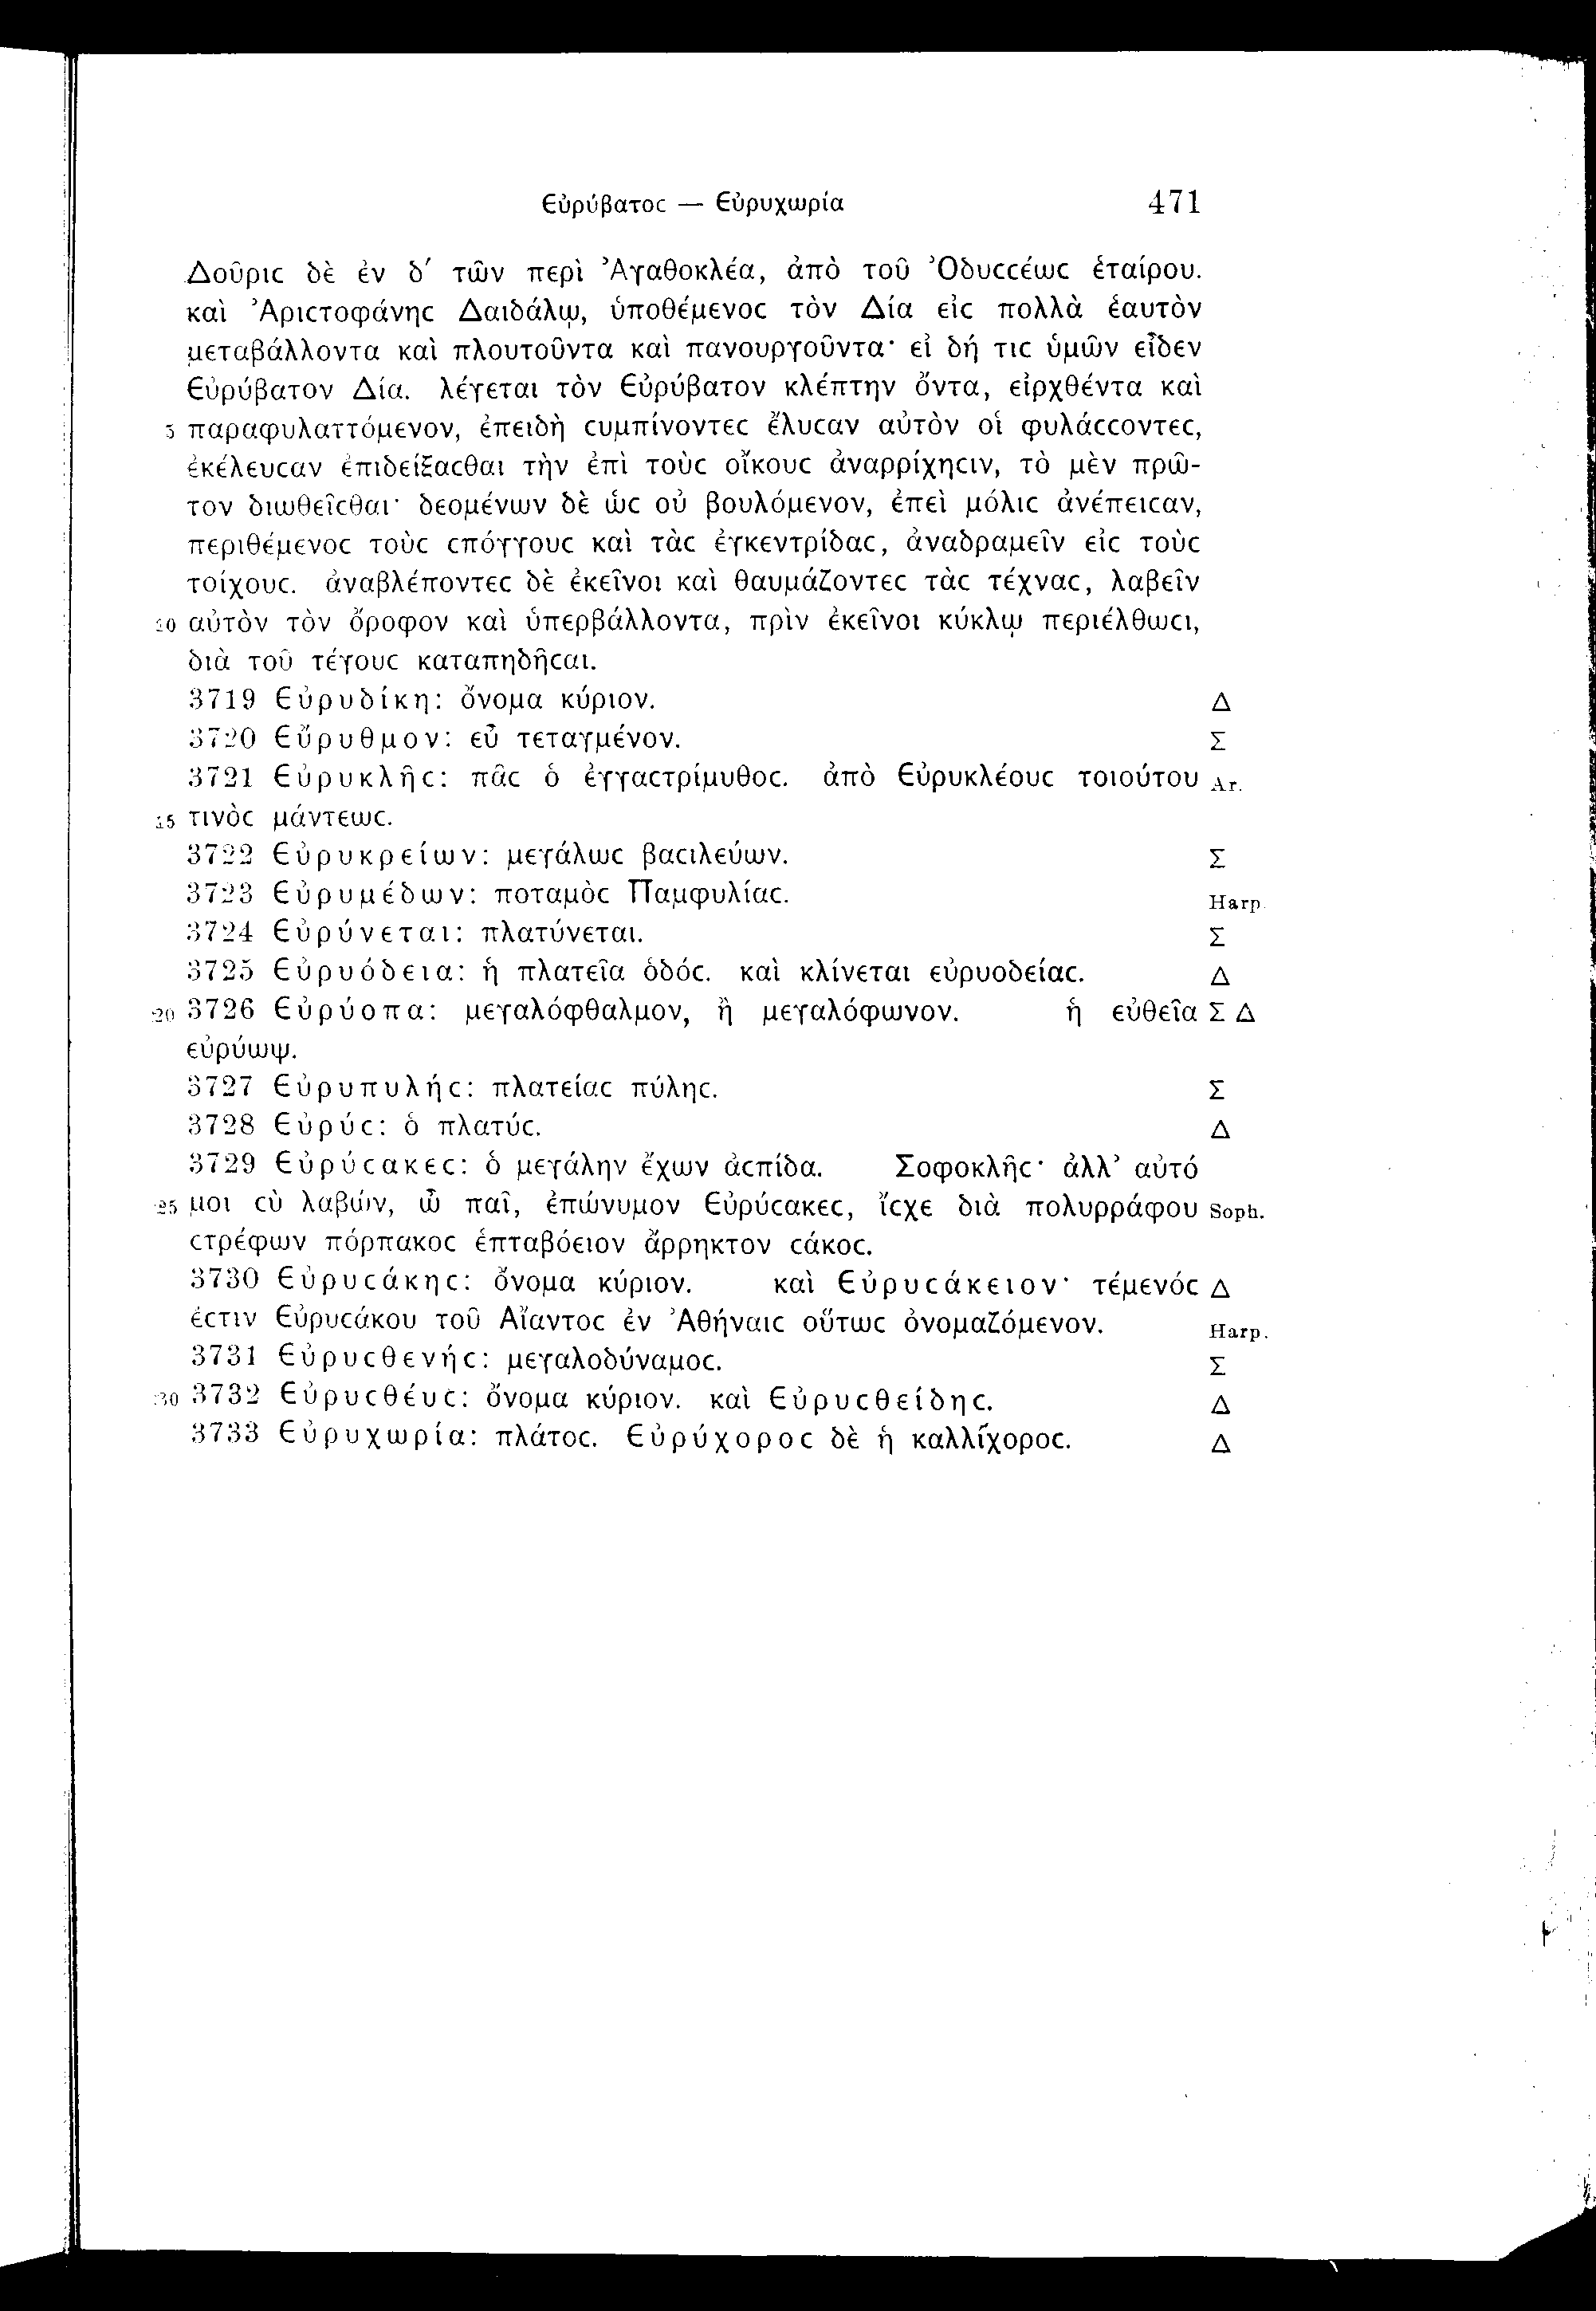 Εὐρύβατοϲ — Εὐρυχωρία 471
Δοῦριϲ δὲ ἐν δ′ τῶν περὶ Ἀγαθοκλέα, ἀπὸ τοῦ Ὀδυϲϲέωϲ ἑταίρου.
καὶ Ἀριϲτοφάνηϲ Δαιδάλῳ, ὑποθέμενοϲ τὸν Δία εἰϲ πολλὰ ἑαυτὸν
μεταβάλλοντα καὶ πλουτοῦντα καὶ πανουργοῦντα· εἰ δή τιϲ ὑμῶν εἶδεν
Εὐρύβατον Δία. λέγεται τὸν Εὐρύβατον κλέπτην ὄντα, εἱρχθέντα καὶ
5 παραφυλαττόμενον, ἐπειδὴ ϲυμπίνοντεϲ ἔλυϲαν αὐτὸν οἱ φυλάϲϲοντεϲ,
ἐκέλευϲαν ἐπιδείξαϲθαι τὴν ἐπὶ τοὺϲ οἴκουϲ ἀναρρίχηϲιν, τὸ μὲν πρῶ-
τον διωθεῖϲθαι· δεομένων δὲ ὡϲ οὐ βουλόμενον, ἐπεὶ μόλιϲ ἀνέπειϲαν,
περιθέμενοϲ τοὺϲ ϲπόγγουϲ καὶ τὰϲ ἐγκεντρίδαϲ, ἀναδραμεῖν εἰϲ τοὺϲ
τοίχουϲ. ἀναβλέποντεϲ δὲ ἐκεῖνοι καὶ θαυμάζοντεϲ τὰϲ τέχναϲ, λαβεῖν
10 αὐτὸν τὸν ὄροφον καὶ ὑπερβάλλοντα, πρὶν ἐκεῖνοι κύκλῳ περιέλθωϲι,
διὰ τοῦ τέγουϲ καταπηδῆϲαι.
3719 Εὐρυδίκη: ὄνομα κύριον. Δ
3720 Εὔρυθμον: εὖ τεταγμένον. Σ
3721 Εὐρυκλῆϲ: πᾶϲ ὁ ἐγγαϲτρίμυθοϲ. ἀπὸ Εὐρυκλέουϲ τοιούτου Ar.
15 τινὸϲ μάντεωϲ.
3722 Εὐρυκρείων: μεγάλωϲ βαϲιλεύων. Σ
3723 Εὐρυμέδων: ποταμὸϲ Παμφυλίαϲ. Harp.
3724 Εὐρύνεται: πλατύνεται. Σ
3725 Εὐρυόδεια: ἡ πλατεῖα ὁδόϲ. καὶ κλίνεται εὐρυοδείαϲ. Δ
20 3726 Εὐρύοπα: μεγαλόφθαλμον, ἢ μεγαλόφωνον. ἡ εὐθεῖα Σ Δ
εὐρύωψ.
3727 Εὐρυπυλήϲ: πλατείαϲ πύληϲ. Σ
3728 Εὐρύϲ: ὁ πλατύϲ. Δ
3729 Εὐρύϲακεϲ: ὁ μεγάλην ἔχων ἀϲπίδα. Σοφοκλῆϲ· ἀλλ’ αὐτό
25 μοι ϲὺ λαβών, ὦ παῖ, ἐπώνυμον Εὐρύϲακεϲ, ἴϲχε διὰ πολυρράφου Soph.
ϲτρέφων πόρπακοϲ ἑπταβόειον ἄρρηκτον ϲάκοϲ.
3730 Εὐρυϲάκηϲ: ὄνομα κύριον. καὶ Εὐρυϲάκειον· τέμενόϲ Δ
ἐϲτιν Εὐρυϲάκου τοῦ Αἴαντοϲ ἐν Ἀθήναιϲ οὕτωϲ ὀνομαζόμενον. Harp.
3731 Εὐρυϲθενήϲ: μεγαλοδύναμοϲ. Σ
30 3732 Εὐρυϲθέυϲ: ὄνομα κύριον. καὶ Εὐρυϲθείδηϲ. Δ
3733 Εὐρυχωρία: πλάτοϲ. Εὐρύχοροϲ δὲ ἡ καλλίχοροϲ. Δ